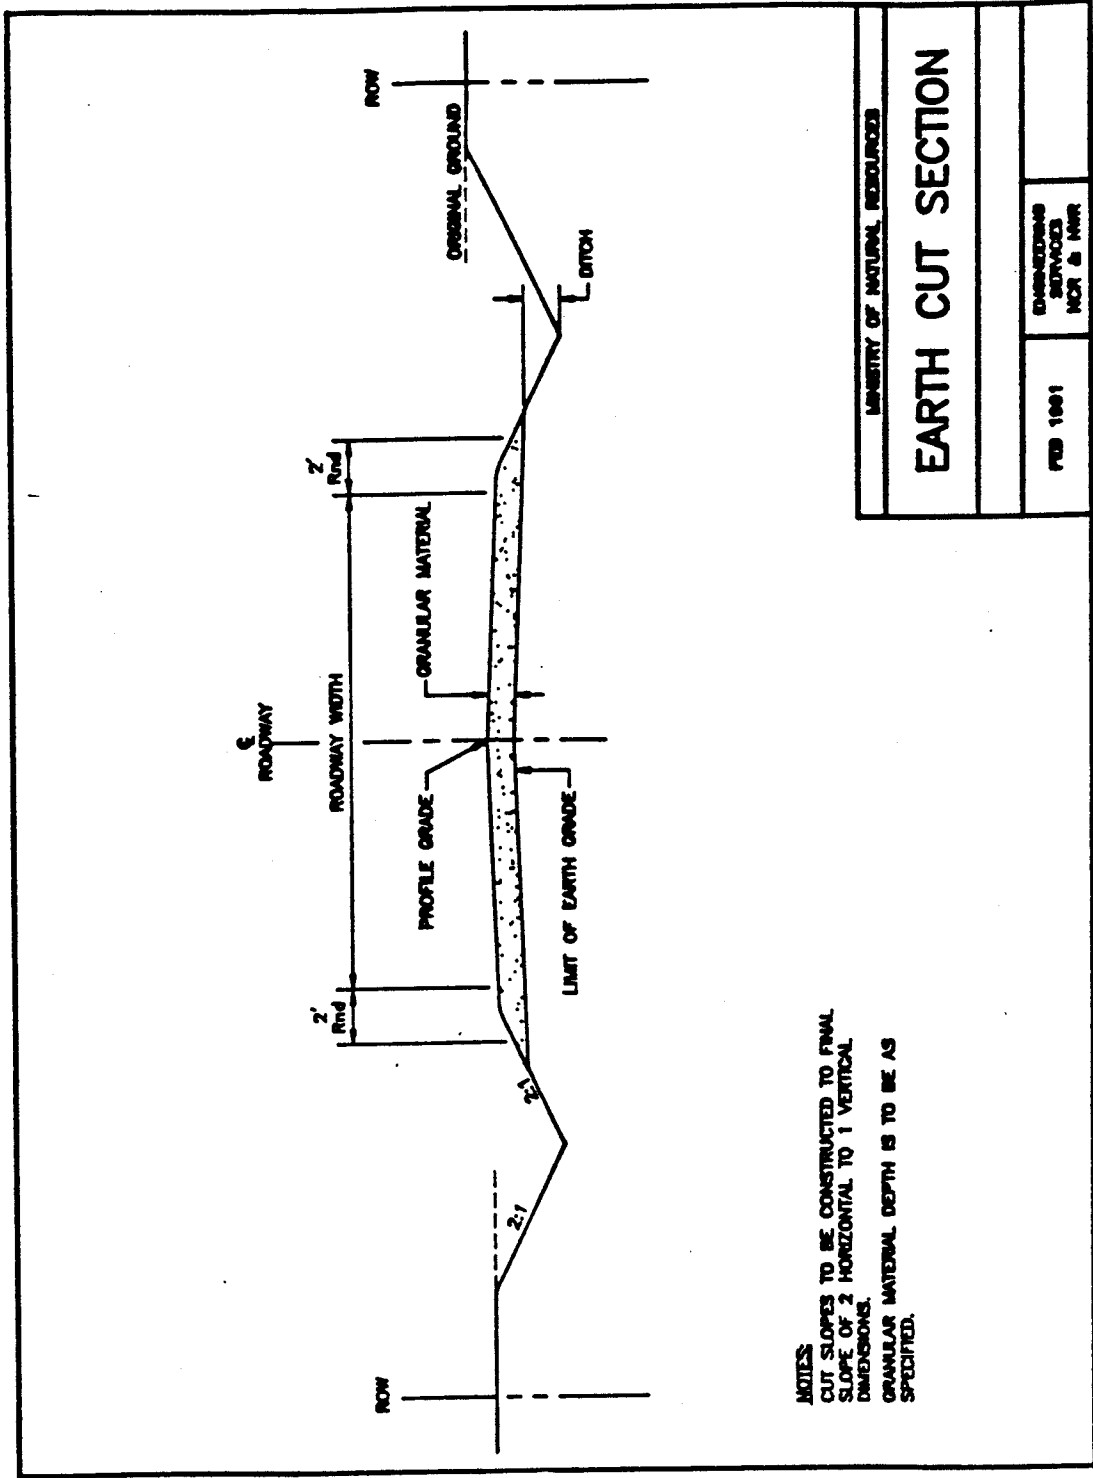 ℄
ROADWAY
ROADWAY WIDTH
2'
Rnd
2'
Rnd
ROW
ROW
PROFILE GRADE
GRANULAR MATERIAL
ORIGINAL GROUND
LIMIT OF EARTH GRADE
DITCH
2:1
2:1
NOTES:
CUT SLOPES TO BE CONSTRUCTED TO FINAL
SLOPE OF 2 HORIZONTAL TO 1 VERTICAL
DIMENSIONS.
GRANULAR MATERIAL DEPTH IS TO BE AS
SPECIFIED.
MINISTRY OF NATURAL RESOURCES
EARTH CUT SECTION
FEB 1991
ENGINEERING
SERVICES
NCR & NWR